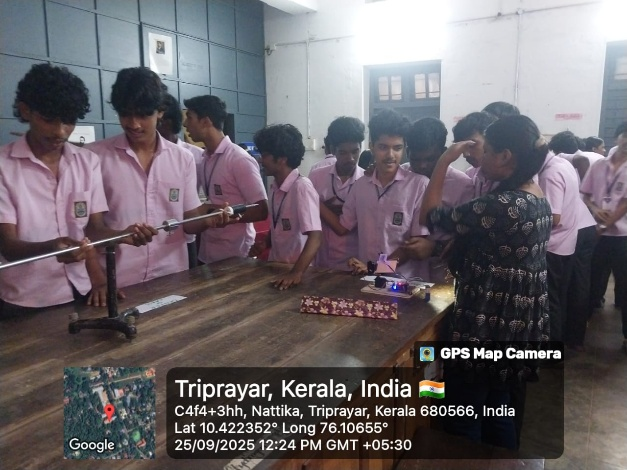 GPS Map Camera
Triprayar, Kerala, India 🇮🇳
C4f4+3hh, Nattika, Triprayar, Kerala 680566, India
Lat 10.422352° Long 76.10655°
25/09/2025 12:24 PM GMT +05:30
Google